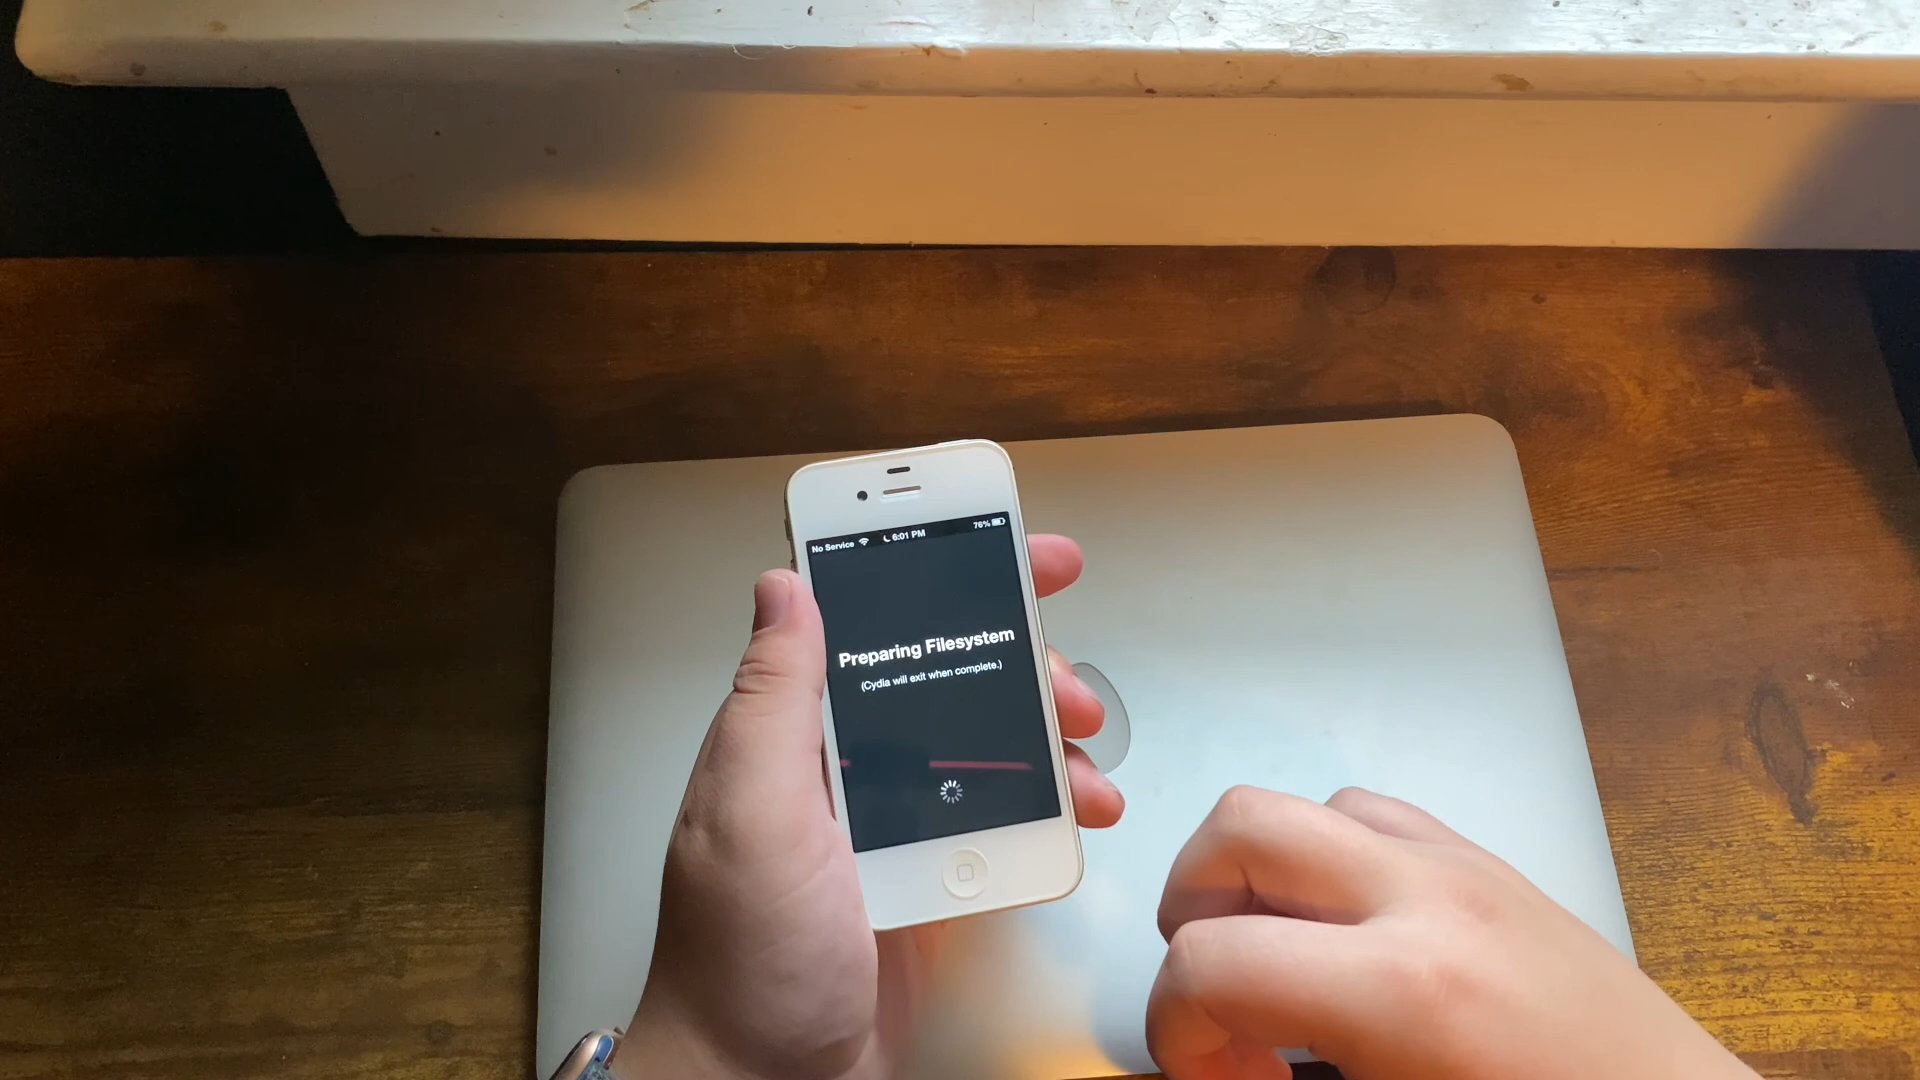 No Service 6:01 PM 76%
Preparing Filesystem
(Cydia will exit when complete.)